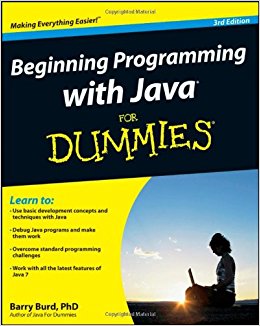 Making Everything Easier!™
3rd Edition
Beginning Programming
with Java®
FOR
DUMMIES®
Learn to:
• Use basic development concepts and
techniques with Java
• Debug Java programs and make
them work
• Overcome standard programming
challenges
• Work with all the latest features of
Java 7
Barry Burd, PhD
Author of Java For Dummies